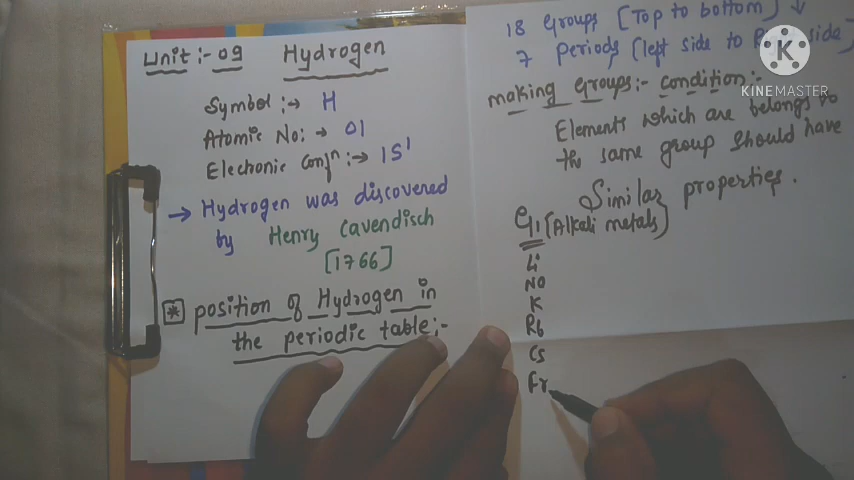 Unit :- 09 Hydrogen
Symbol :→ H
Atomic No: → 01
Electronic Confⁿ :→ 1S¹
→ Hydrogen was discovered
by Henry Cavendisch
[1766]
* position of Hydrogen in
the periodic table:-
18 Groups [Top to bottom] ↓
7 Periods (left side to side
K
KINEMASTER
making Groups:- condition:-
Elements which are belongs to
the same group should have
Similar properties.
G1 [Alkali metals]
Li
Na
K
Rb
Cs
Fr